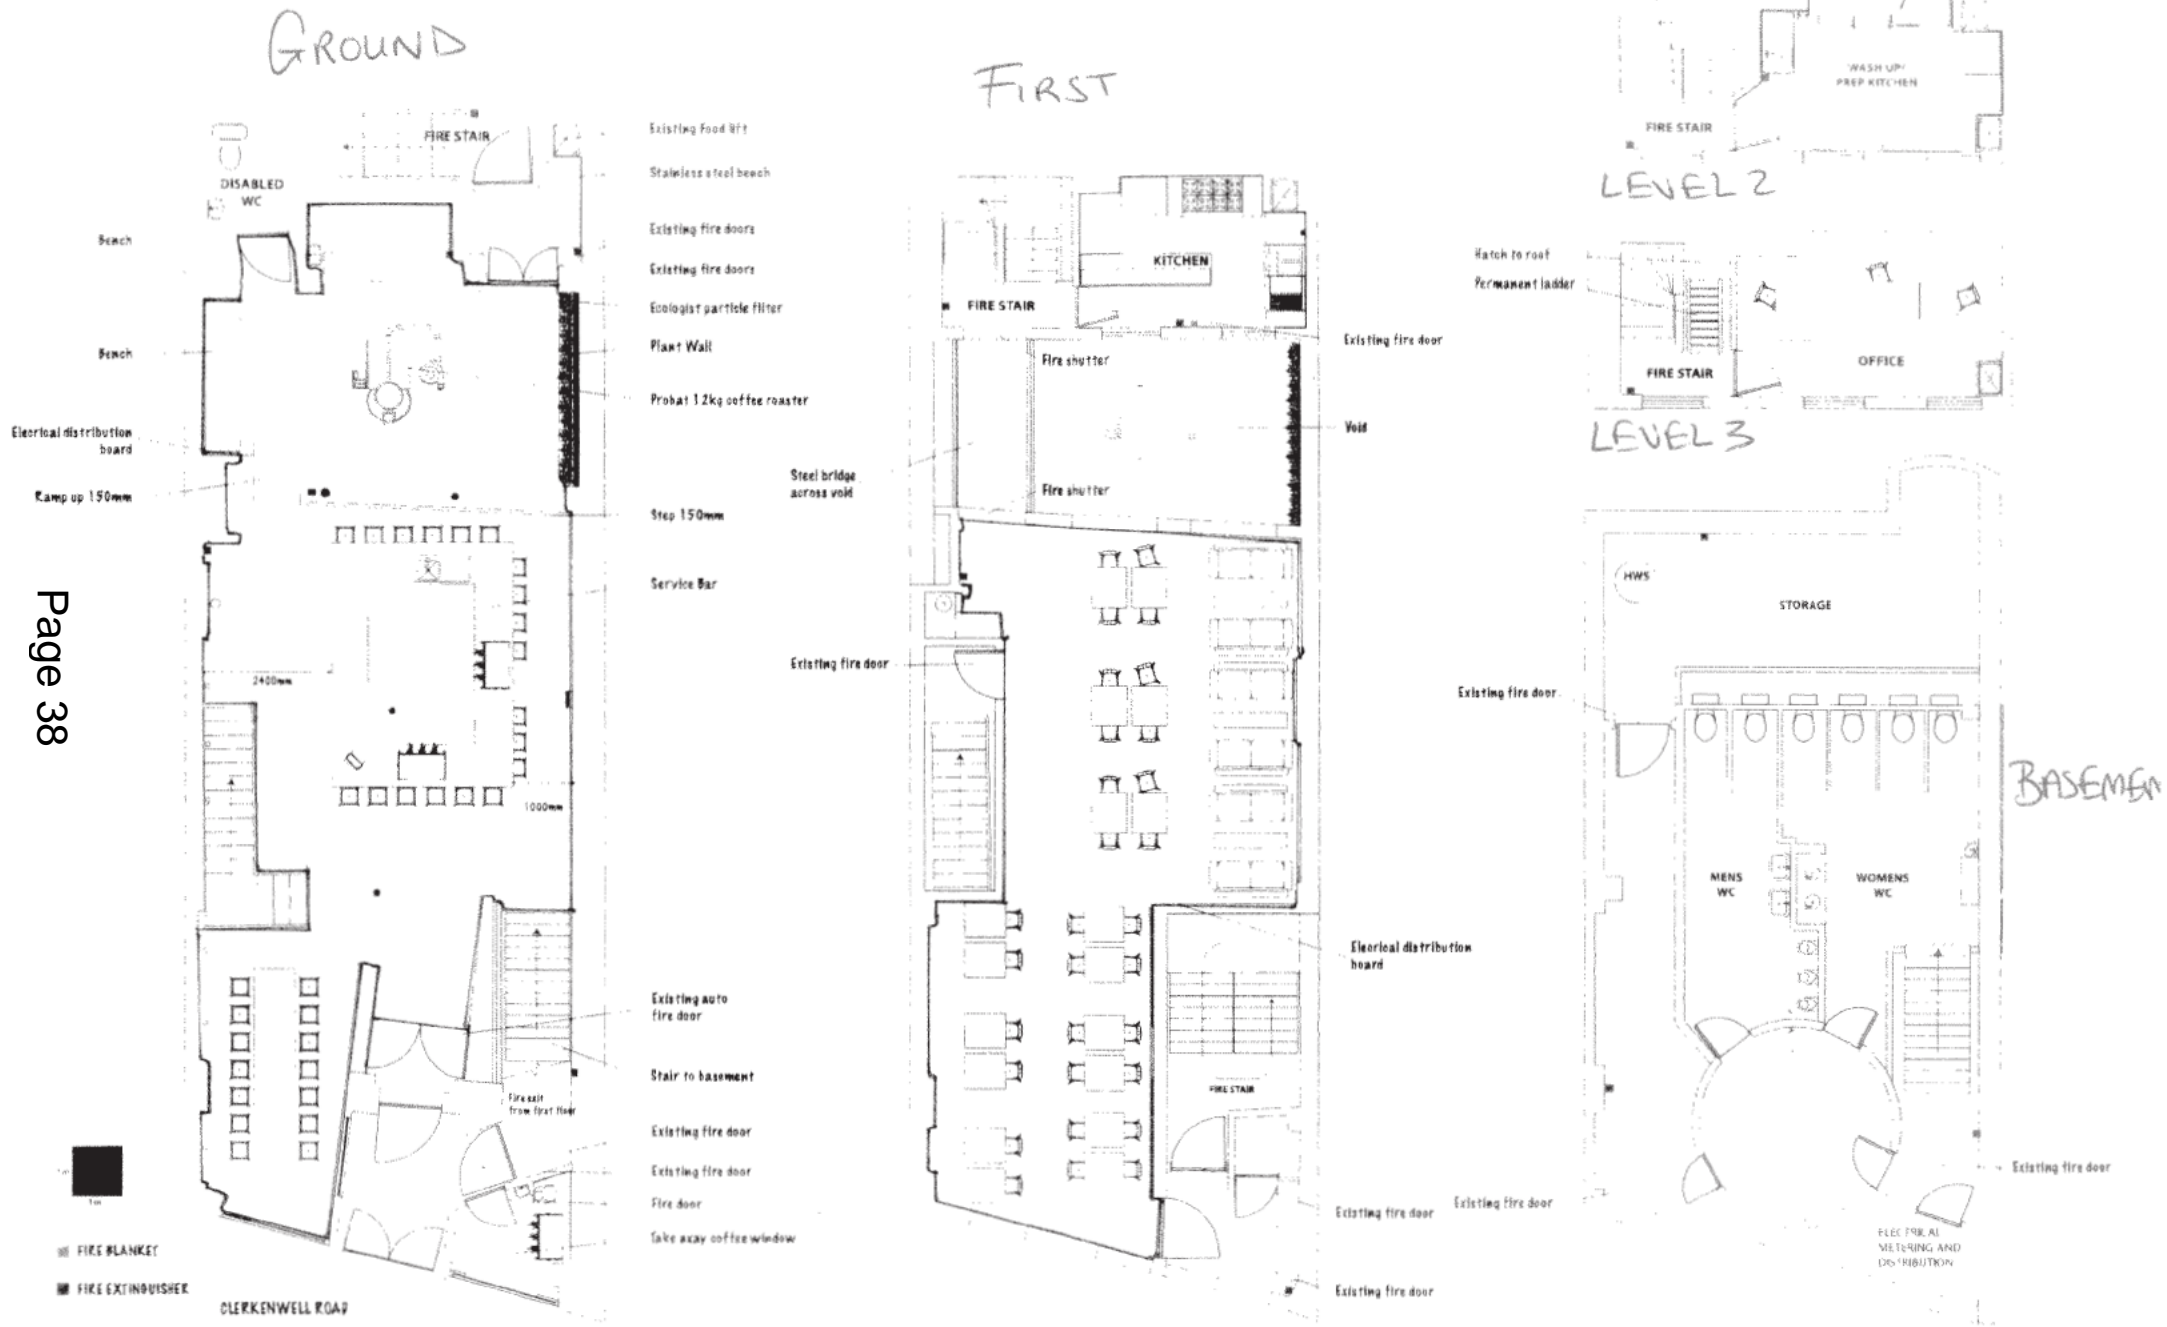 GROUND
FIRE STAIR
DISABLED
WC
Bench
Bench
Elecrical distribution
board
Ramp up 150mm
2400mm
1000mm
Existing food lift
Stainless steel bench
Existing fire doors
Existing fire doors
Ecologist particle filter
Plant Wall
Probat 12kg coffee roaster
Step 150mm
Service Bar
Existing auto
fire door
Stair to basement
Fire exit
from first floor
Existing fire door
Existing fire door
Fire door
Take away coffee window
1m
FIRE BLANKET
FIRE EXTINGUISHER
CLERKENWELL ROAD
Page 38
FIRST
KITCHEN
FIRE STAIR
Existing fire door
Fire shutter
Void
Steel bridge
across void
Fire shutter
Existing fire door
Elecrical distribution
board
FIRE STAIR
Existing fire door
Existing fire door
WASH UP/
PREP KITCHEN
FIRE STAIR
LEVEL 2
Hatch to roof
Permanent ladder
OFFICE
FIRE STAIR
LEVEL 3
HWS
STORAGE
Existing fire door
BASEMEN
MENS
WC
WOMENS
WC
Existing fire door
Existing fire door
ELECTRICAL
METERING AND
DISTRIBUTION